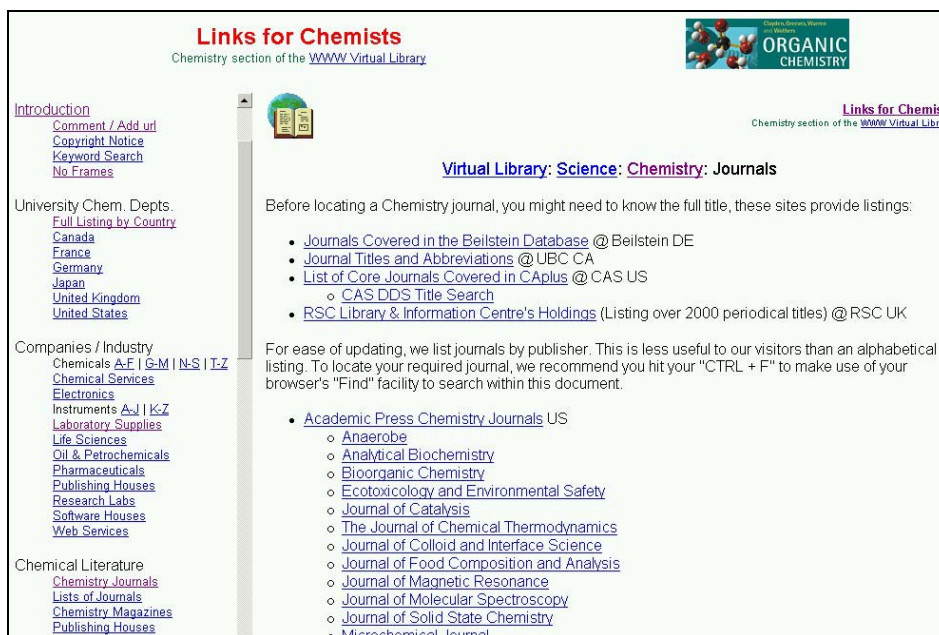 Links for Chemists
Chemistry section of the WWW Virtual Library
Clayden, Greeves, Warren
and Wothers
ORGANIC
CHEMISTRY
Introduction
Comment / Add url
Copyright Notice
Keyword Search
No Frames
University Chem. Depts.
Full Listing by Country
Canada
France
Germany
Japan
United Kingdom
United States
Companies / Industry
Chemicals A-F | G-M | N-S | T-Z
Chemical Services
Electronics
Instruments A-J | K-Z
Laboratory Supplies
Life Sciences
Oil & Petrochemicals
Pharmaceuticals
Publishing Houses
Research Labs
Software Houses
Web Services
Chemical Literature
Chemistry Journals
Lists of Journals
Chemistry Magazines
Publishing Houses
Links for Chemis
Chemistry section of the WWW Virtual Libr
Virtual Library: Science: Chemistry: Journals
Before locating a Chemistry journal, you might need to know the full title, these sites provide listings:
Journals Covered in the Beilstein Database @ Beilstein DE
Journal Titles and Abbreviations @ UBC CA
List of Core Journals Covered in CAplus @ CAS US
CAS DDS Title Search
RSC Library & Information Centre's Holdings (Listing over 2000 periodical titles) @ RSC UK
For ease of updating, we list journals by publisher. This is less useful to our visitors than an alphabetical
listing. To locate your required journal, we recommend you hit your "CTRL + F" to make use of your
browser's "Find" facility to search within this document.
Academic Press Chemistry Journals US
Anaerobe
Analytical Biochemistry
Bioorganic Chemistry
Ecotoxicology and Environmental Safety
Journal of Catalysis
The Journal of Chemical Thermodynamics
Journal of Colloid and Interface Science
Journal of Food Composition and Analysis
Journal of Magnetic Resonance
Journal of Molecular Spectroscopy
Journal of Solid State Chemistry
Microchemical Journal